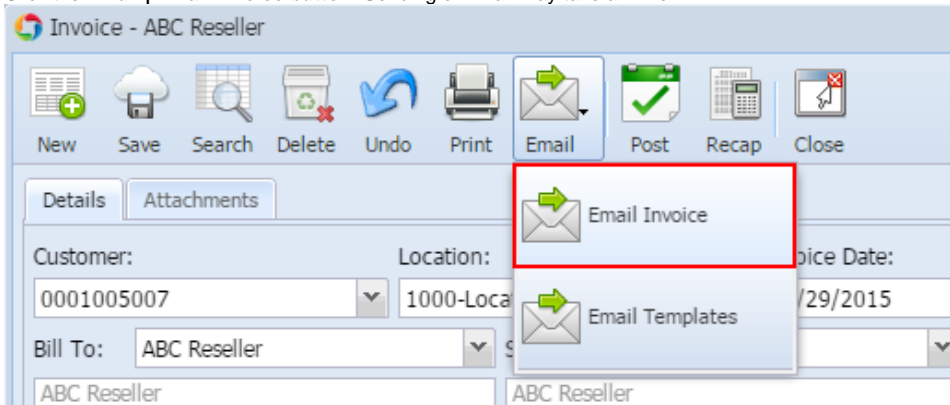 Invoice - ABC Reseller
New Save Search Delete Undo Print Email Post Recap Close
Details Attachments
Email Invoice
Customer: Location: oice Date:
0001005007 1000-Loca /29/2015
Email Templates
Bill To: ABC Reseller S
ABC Reseller ABC Reseller